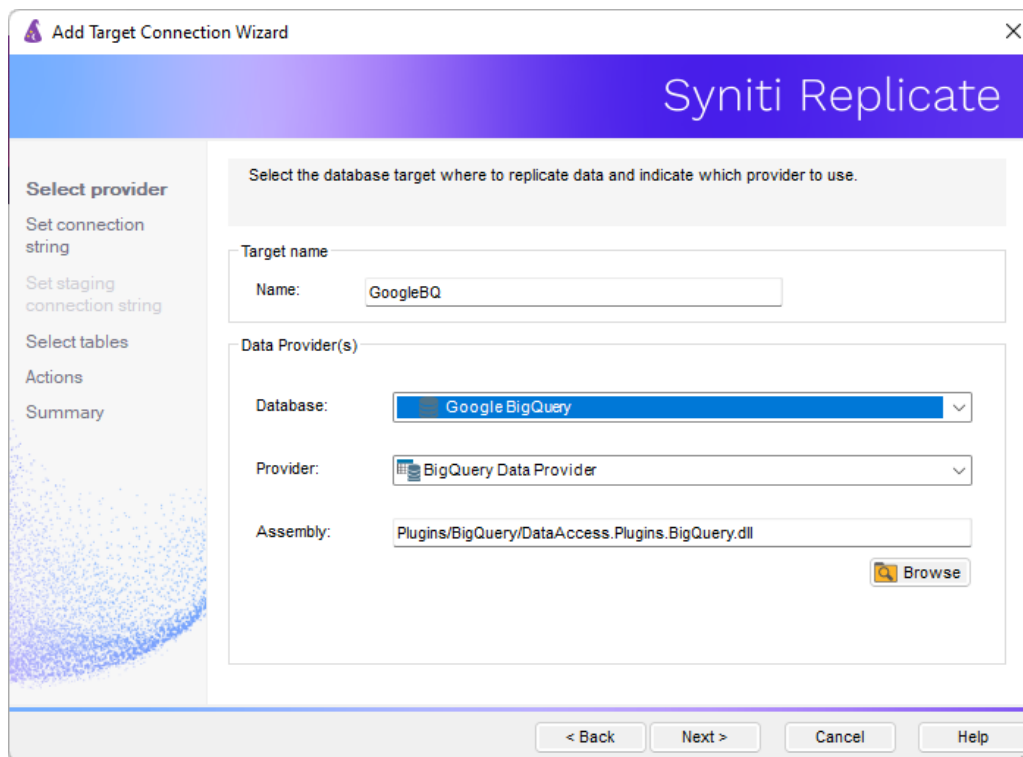 Add Target Connection Wizard
Syniti Replicate
Select provider
Set connection
string
Set staging
connection string
Select tables
Actions
Summary
Select the database target where to replicate data and indicate which provider to use.
Target name
Name:
GoogleBQ
Data Provider(s)
Database:
Google BigQuery
Provider:
BigQuery Data Provider
Assembly:
Plugins/BigQuery/DataAccess.Plugins.BigQuery.dll
Browse
< Back
Next >
Cancel
Help